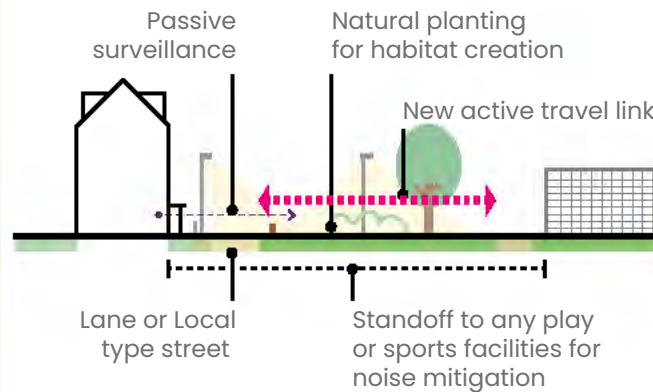 Passive
surveillance
Natural planting
for habitat creation
New active travel link
Lane or Local
type street
Standoff to any play
or sports facilities for
noise mitigation